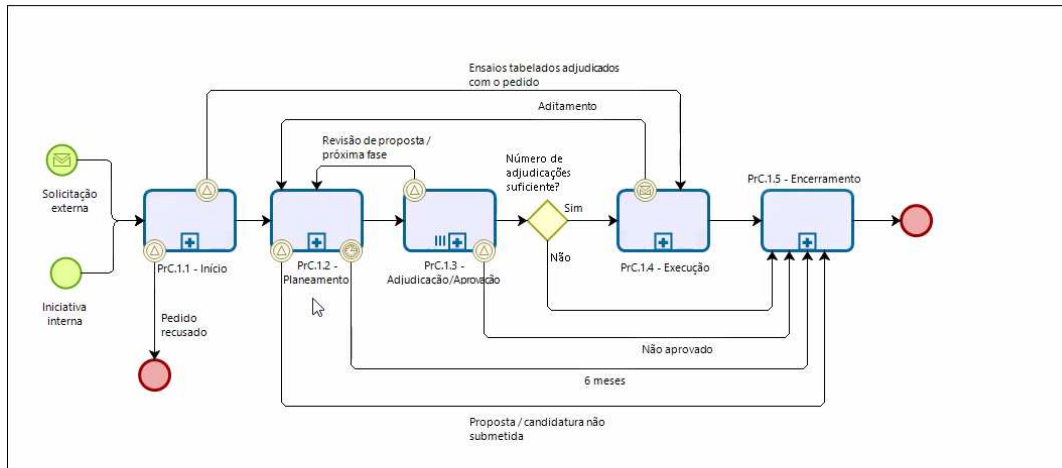 Ensaios tabelados adjudicados
com o pedido
Aditamento
Revisão de proposta /
próxima fase
Número de
adjudicações
suficiente?
PrC.1.5 - Encerramento
Solicitação
externa
Sim
Não
PrC.1.1 - Início
PrC.1.2 -
Planeamento
PrC.1.3 -
Adjudicação/Aprovação
PrC.1.4 - Execução
Iniciativa
interna
Pedido
recusado
Não aprovado
6 meses
Proposta / candidatura não
submetida